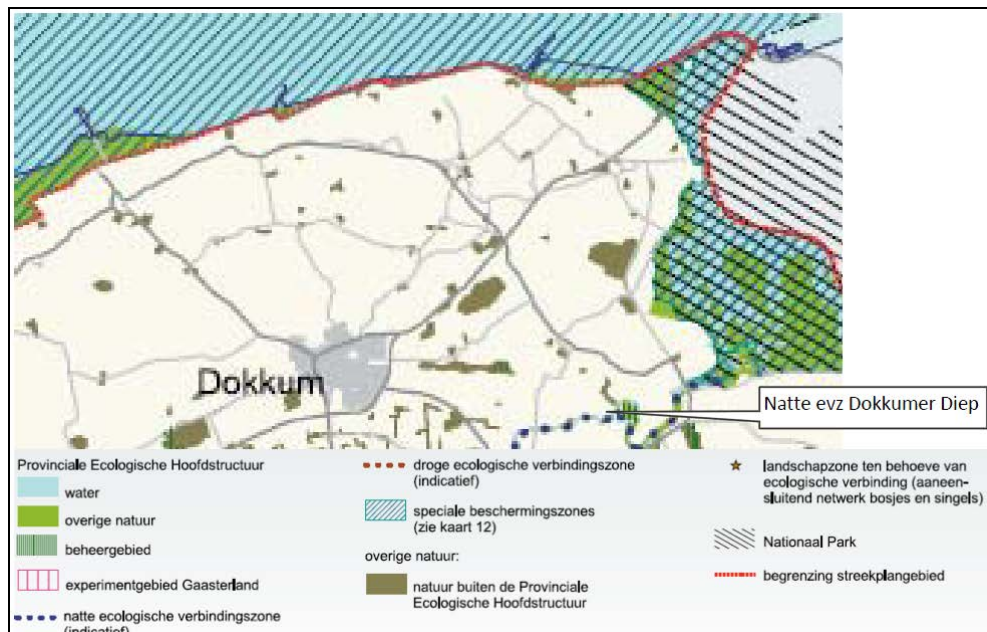 Dokkum
Natte evz Dokkumer Diep
Provinciale Ecologische Hoofdstructuur
water
overige natuur
beheergebied
experimentgebied Gaasterland
natte ecologische verbindingszone
(indicatief)
droge ecologische verbindingszone
(indicatief)
speciale beschermingszones
(zie kaart 12)
overige natuur:
natuur buiten de Provinciale
Ecologische Hoofdstructuur
landschapzone ten behoeve van
ecologische verbinding (aaneen-
sluitend netwerk bosjes en singels)
Nationaal Park
begrenzing streekplangebied